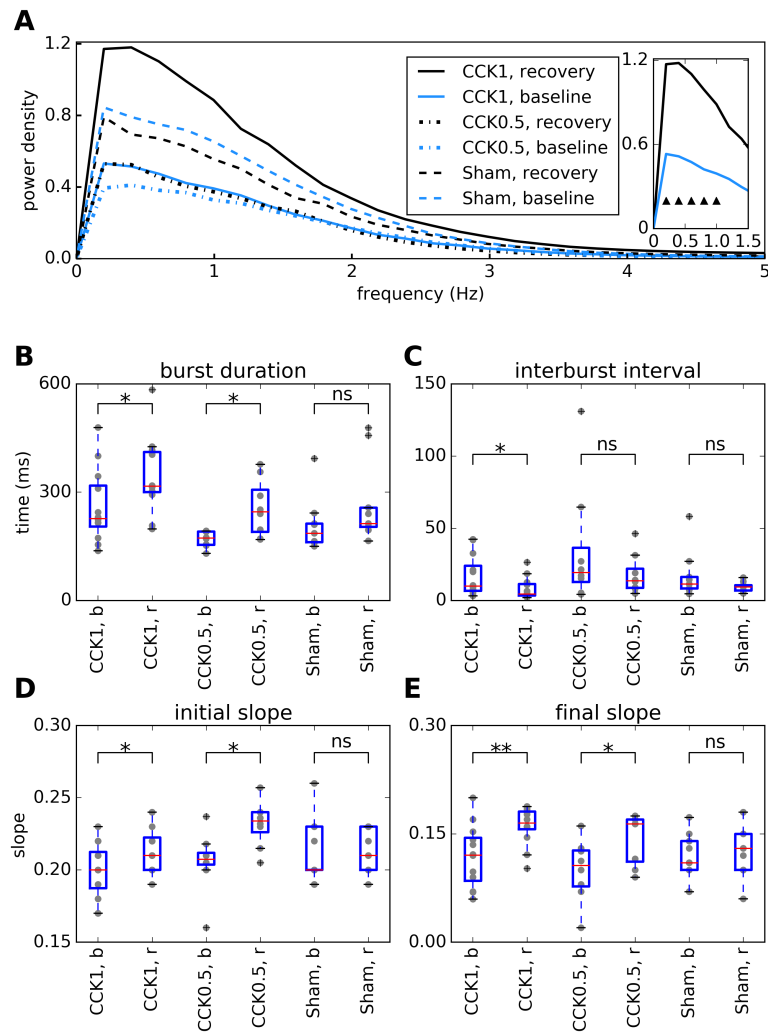 A
1.2
0.8
0.4
0.0
power density
0
1
2
3
4
5
frequency (Hz)
CCK1, recovery
CCK1, baseline
CCK0.5, recovery
CCK0.5, baseline
Sham, recovery
Sham, baseline
1.2
0.6
0
0
0.5
1.0
1.5
B
burst duration
600
300
0
time (ms)
*
*
ns
CCK1, b
CCK1, r
CCK0.5, b
CCK0.5, r
Sham, b
Sham, r
C
interburst interval
150
100
50
0
*
ns
ns
CCK1, b
CCK1, r
CCK0.5, b
CCK0.5, r
Sham, b
Sham, r
D
initial slope
0.30
0.25
0.20
0.15
slope
*
*
ns
CCK1, b
CCK1, r
CCK0.5, b
CCK0.5, r
Sham, b
Sham, r
E
final slope
0.30
0.15
0.00
**
*
ns
CCK1, b
CCK1, r
CCK0.5, b
CCK0.5, r
Sham, b
Sham, r